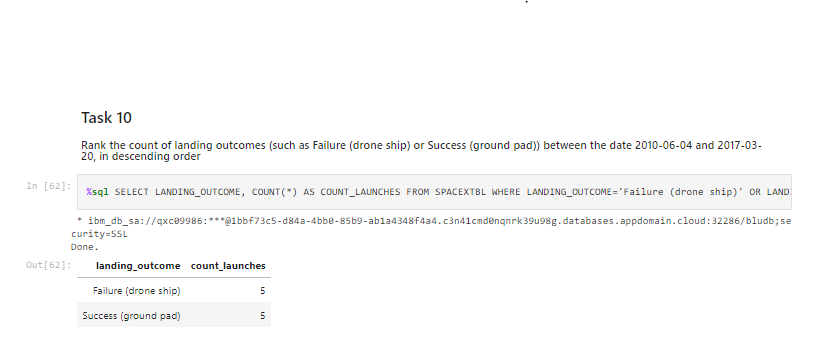 Task 10
Rank the count of landing outcomes (such as Failure (drone ship) or Success (ground pad)) between the date 2010-06-04 and 2017-03-
20, in descending order
In [62]: %sql SELECT LANDING_OUTCOME, COUNT(*) AS COUNT_LAUNCHES FROM SPACEXTBL WHERE LANDING_OUTCOME='Failure (drone ship)' OR LAND
* ibm_db_sa://qxc09986:***@1bbf73c5-d84a-4bb0-85b9-ab1a4348f4a4.c3n41cmd0nqnrk39u98g.databases.appdomain.cloud:32286/bludb;se
curity=SSL
Done.
Out[62]: landing_outcome count_launches
Failure (drone ship) 5
Success (ground pad) 5